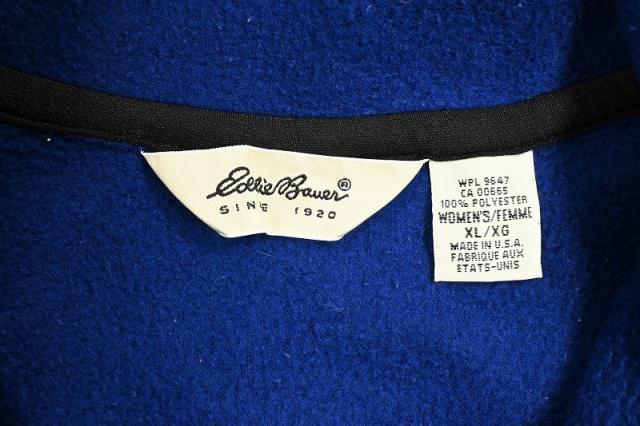 Eddie Bauer®
SINCE 1920
WPL 9647
CA 00665
100% POLYESTER
WOMEN'S/FEMME
XL/XG
MADE IN U.S.A.
FABRIQUE AUX
ETATS-UNIS